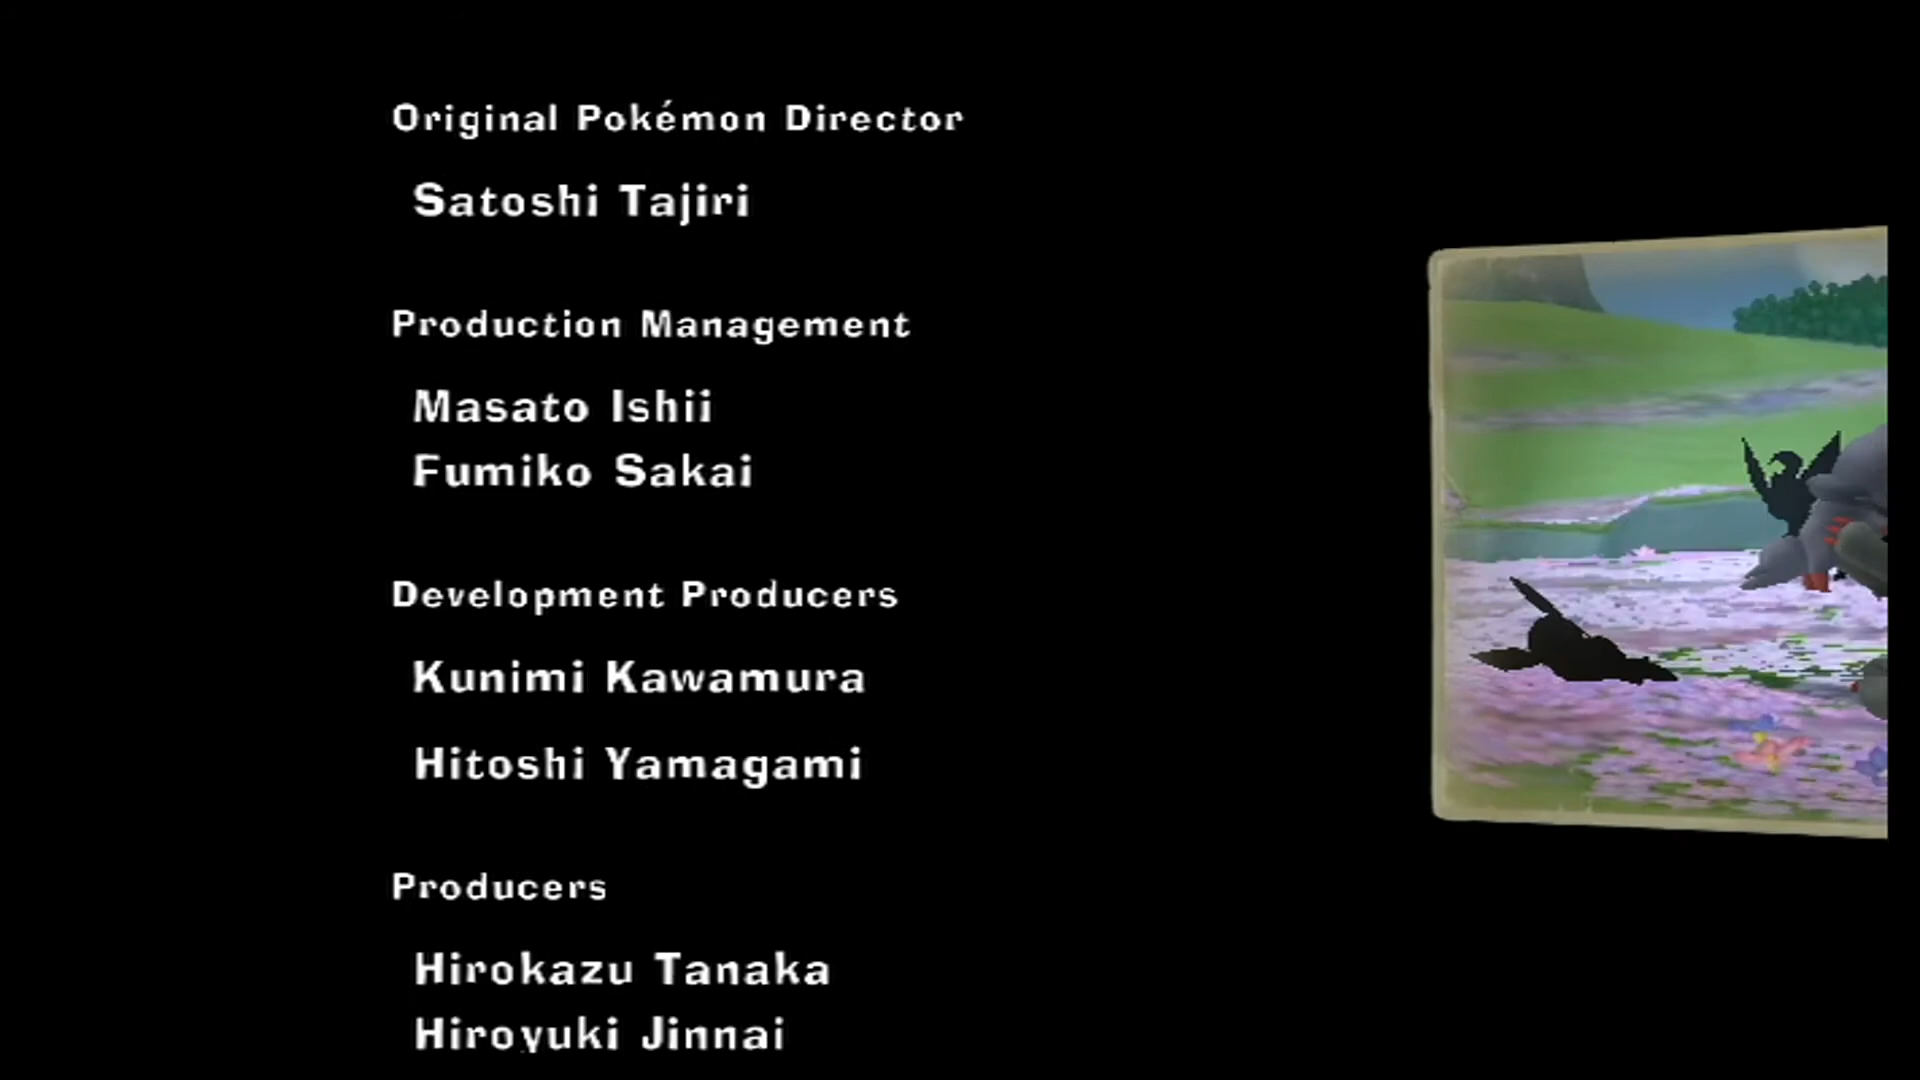 Original Pokémon Director
Satoshi Tajiri
Production Management
Masato Ishii
Fumiko Sakai
Development Producers
Kunimi Kawamura
Hitoshi Yamagami
Producers
Hirokazu Tanaka
Hiroyuki Jinnai